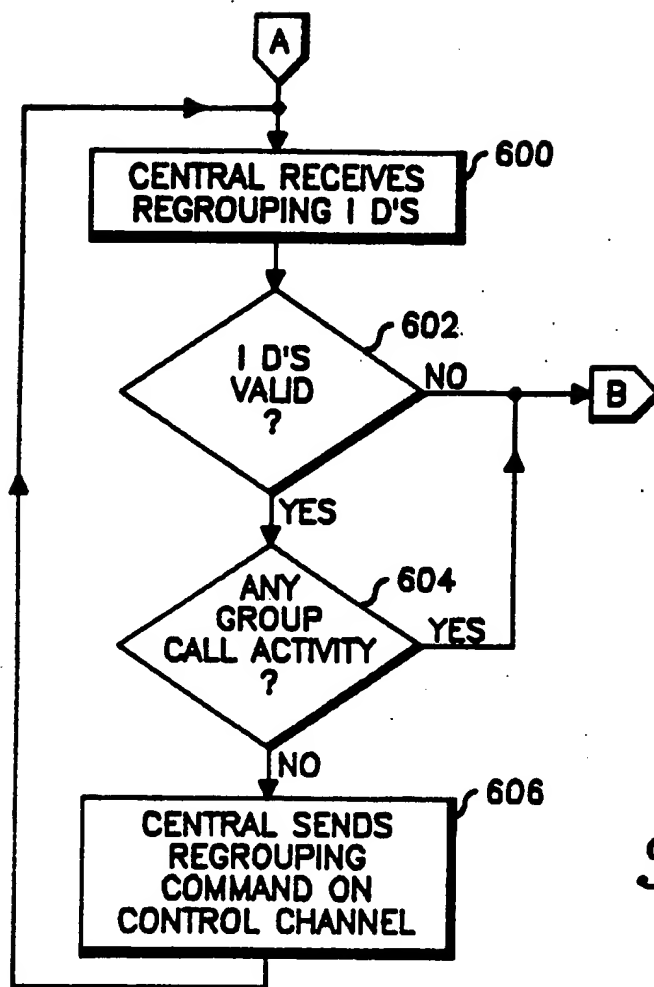 A
600
CENTRAL RECEIVES
REGROUPING I D'S
602
I D'S
VALID
?
NO
B
YES
604
ANY
GROUP
CALL ACTIVITY
?
YES
NO
606
CENTRAL SENDS
REGROUPING
COMMAND ON
CONTROL CHANNEL